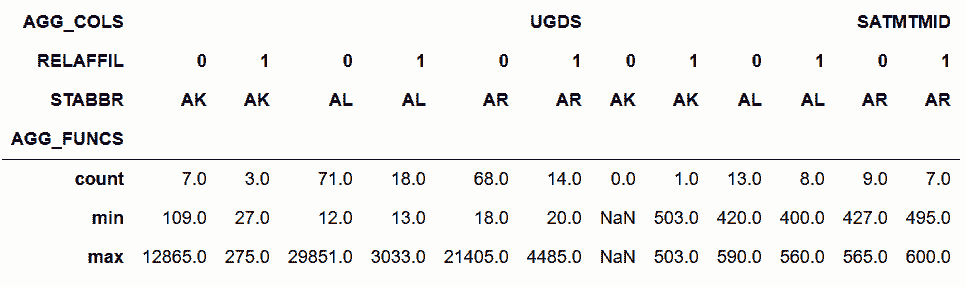 AGG_COLS UGDS SATMTMID
RELAFFIL 0 1 0 1 0 1 0 1 0 1 0 1
STABBR AK AK AL AL AR AR AK AK AL AL AR AR
AGG_FUNCS
count 7.0 3.0 71.0 18.0 68.0 14.0 0.0 1.0 13.0 8.0 9.0 7.0
min 109.0 27.0 12.0 13.0 18.0 20.0 NaN 503.0 420.0 400.0 427.0 495.0
max 12865.0 275.0 29851.0 3033.0 21405.0 4485.0 NaN 503.0 590.0 560.0 565.0 600.0